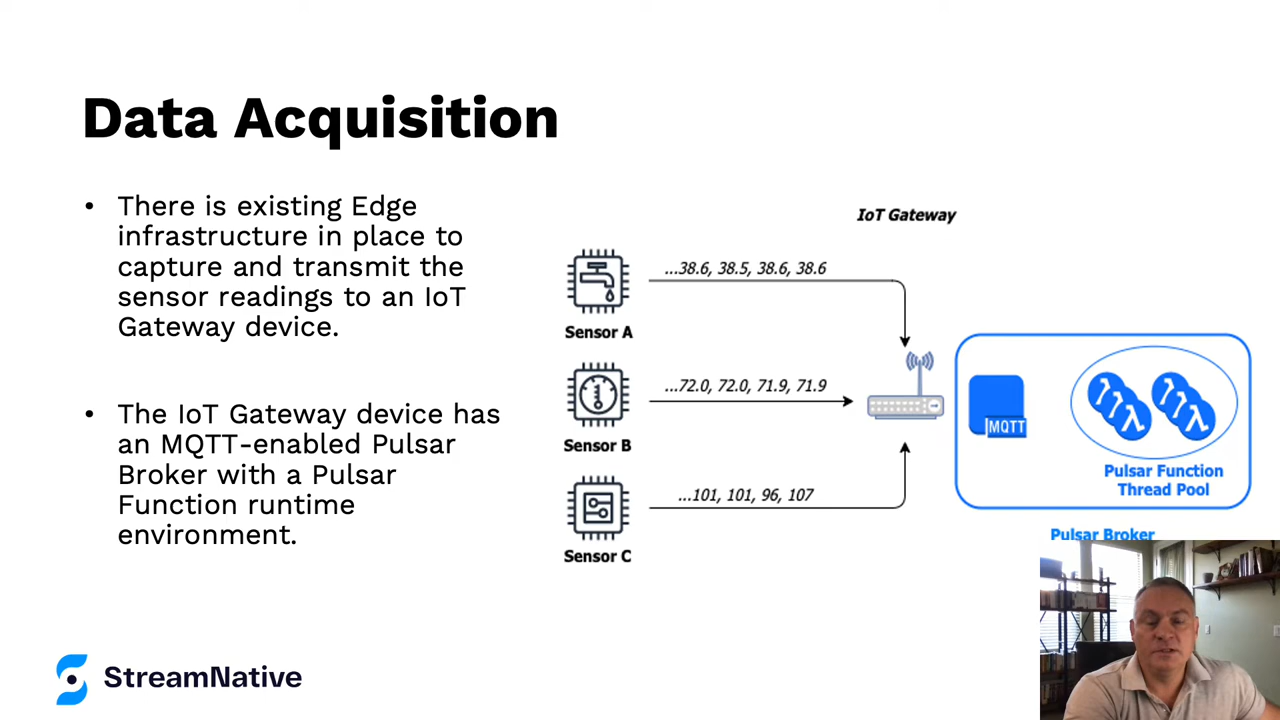 Data Acquisition
• There is existing Edge
infrastructure in place to
capture and transmit the
sensor readings to an IoT
Gateway device.
• The IoT Gateway device has
an MQTT-enabled Pulsar
Broker with a Pulsar
Function runtime
environment.
IoT Gateway
...38.6, 38.5, 38.6, 38.6
Sensor A
...72.0, 72.0, 71.9, 71.9
Sensor B
...101, 101, 96, 107
Sensor C
MQTT
λ λ
Pulsar Function
Thread Pool
Pulsar Broker
StreamNative